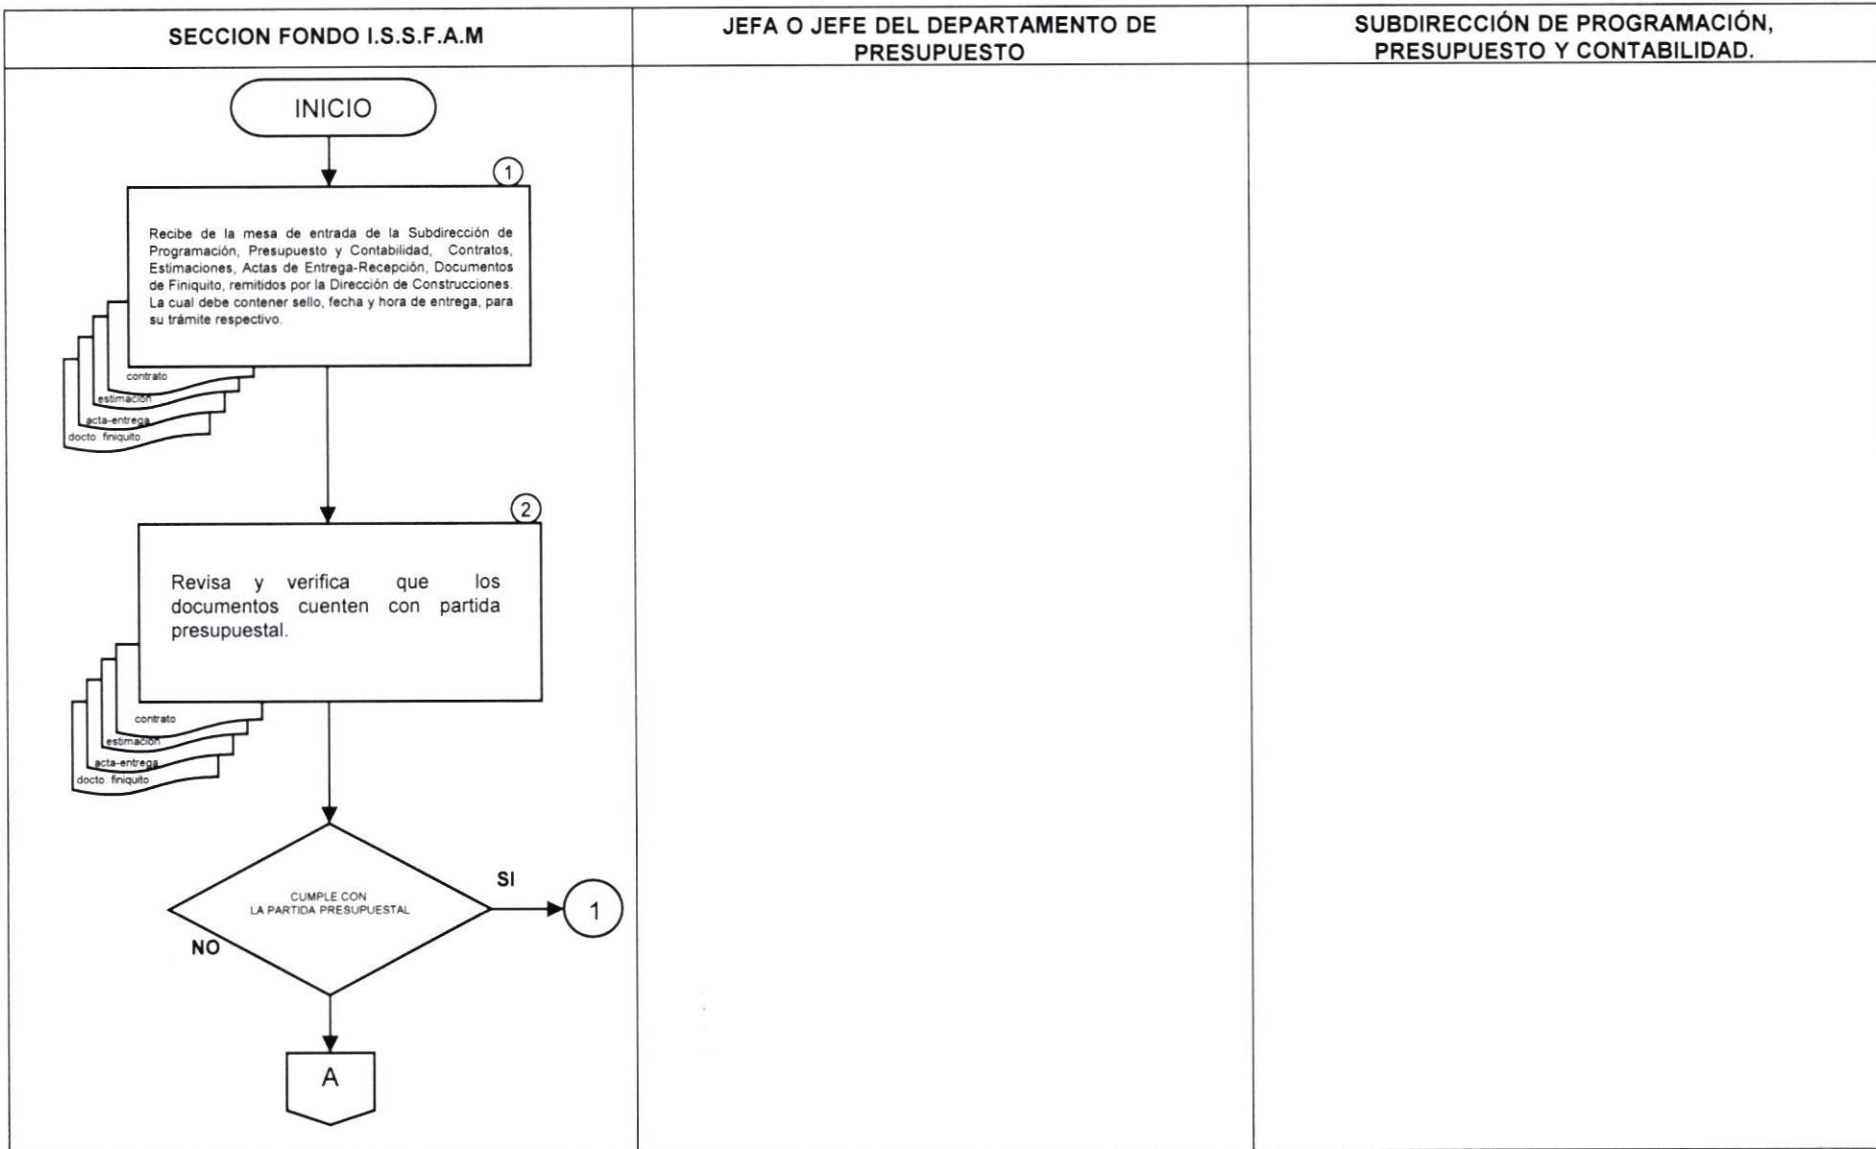 SECCION FONDO I.S.S.F.A.M
JEFA O JEFE DEL DEPARTAMENTO DE
PRESUPUESTO
SUBDIRECCIÓN DE PROGRAMACIÓN,
PRESUPUESTO Y CONTABILIDAD.
INICIO
1
Recibe de la mesa de entrada de la Subdirección de
Programación, Presupuesto y Contabilidad, Contratos,
Estimaciones, Actas de Entrega-Recepción, Documentos
de Finiquito, remitidos por la Dirección de Construcciones.
La cual debe contener sello, fecha y hora de entrega, para
su trámite respectivo.
contrato
estimación
acta-entrega
docto. finiquito
2
Revisa y verifica que los
documentos cuenten con partida
presupuestal.
contrato
estimación
acta-entrega
docto. finiquito
CUMPLE CON
LA PARTIDA PRESUPUESTAL
SI
1
NO
A